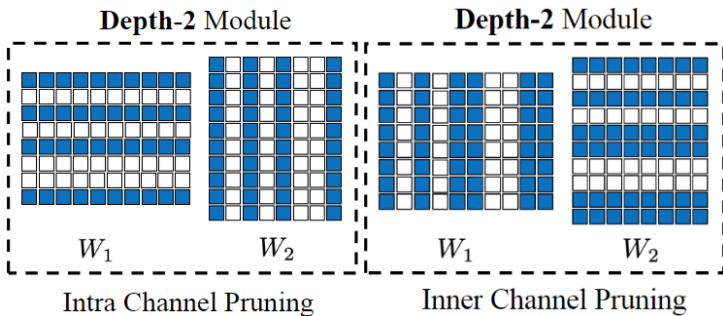 Depth-2 Module
Depth-2 Module
W₁
W₂
W₁
W₂
Intra Channel Pruning
Inner Channel Pruning